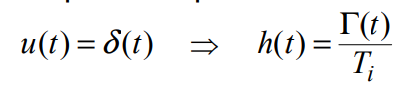 u(t) = δ(t) ⇒ h(t) = Γ(t) / T_i